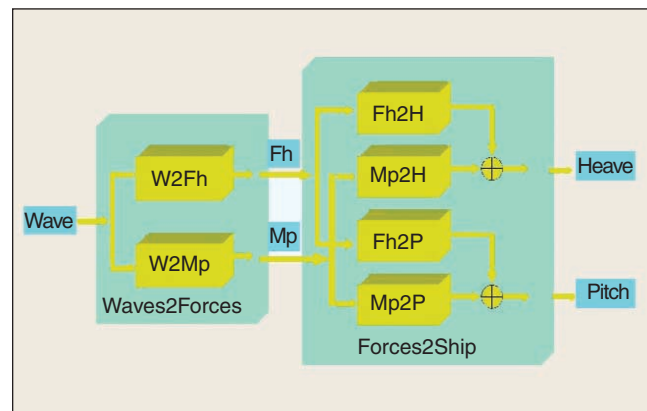 Fh2H
Fh
Mp2H
Heave
W2Fh
Wave
Mp
Fh2P
W2Mp
Mp2P
Pitch
Waves2Forces
Forces2Ship